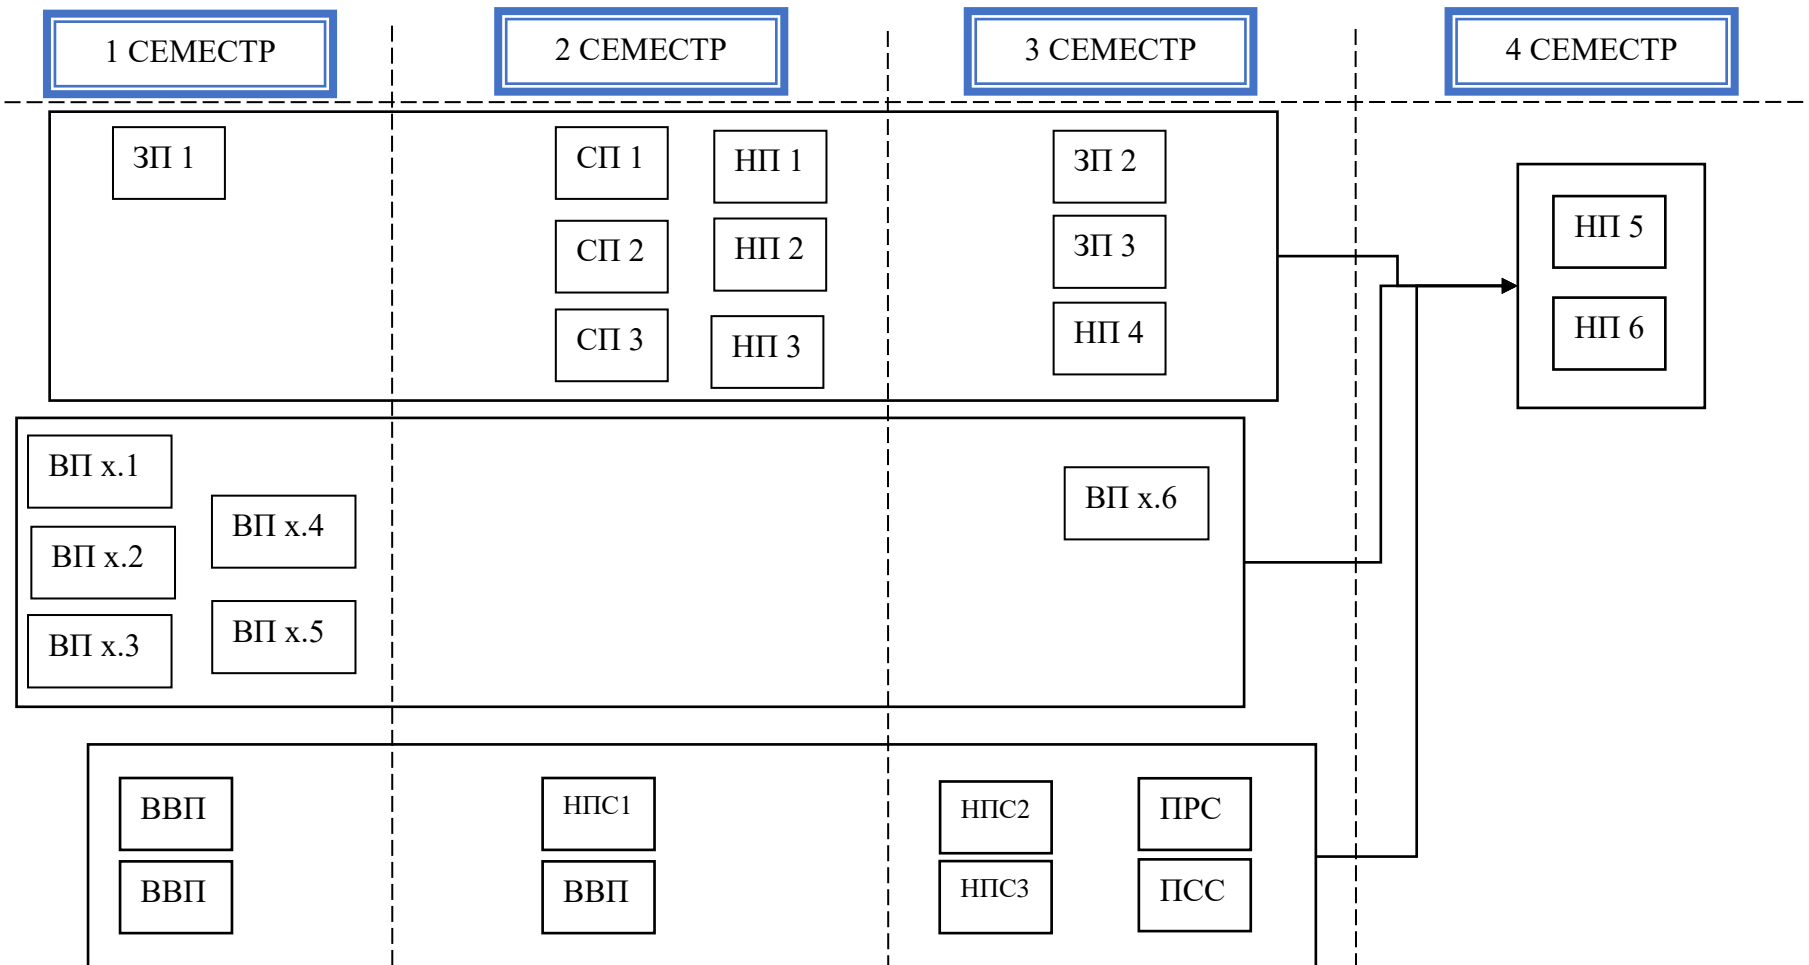 1 СЕМЕСТР
2 СЕМЕСТР
3 СЕМЕСТР
4 СЕМЕСТР
ЗП 1
СП 1
НП 1
ЗП 2
СП 2
НП 2
ЗП 3
СП 3
НП 3
НП 4
НП 5
НП 6
ВП х.1
ВП х.2
ВП х.3
ВП х.4
ВП х.5
ВП х.6
ВВП
НПС1
НПС2
ПРС
ВВП
ВВП
НПС3
ПСС